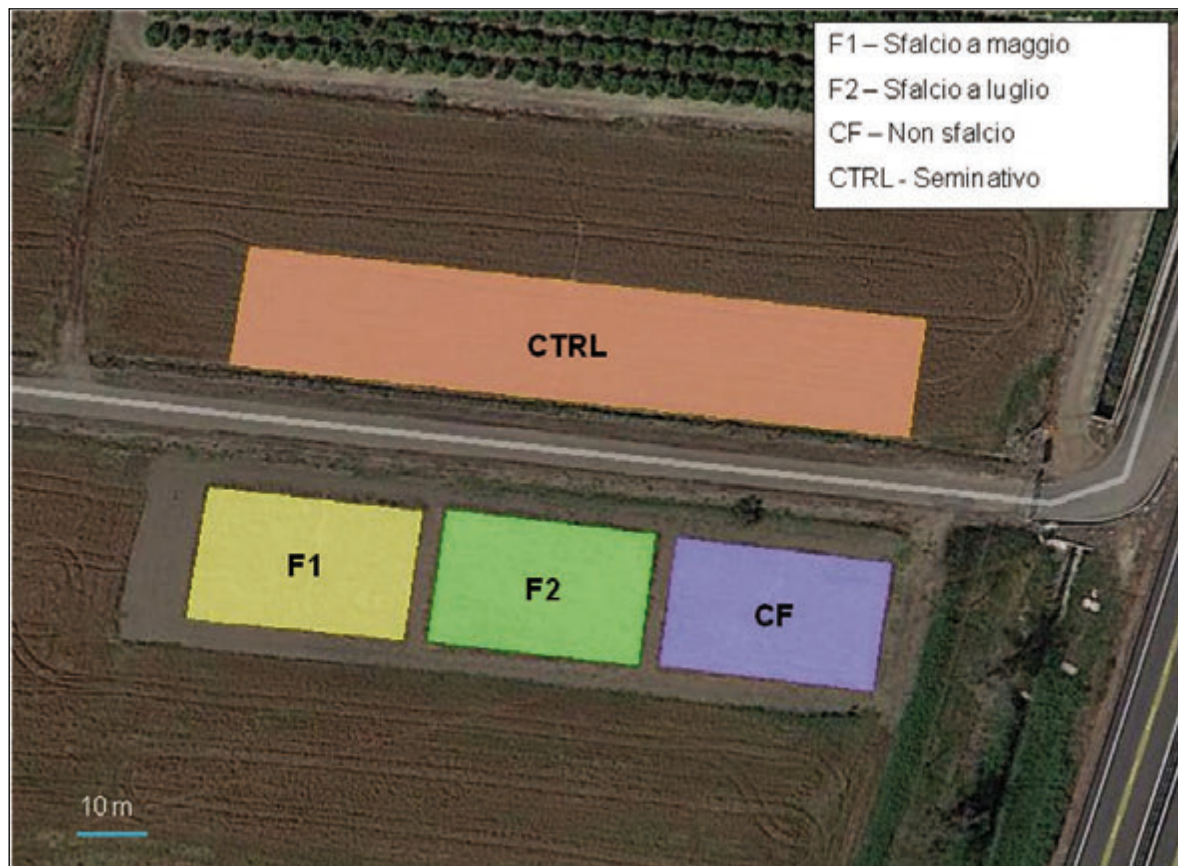 F1 – Sfalcio a maggio
F2 – Sfalcio a luglio
CF – Non sfalcio
CTRL - Seminativo
CTRL
F1
F2
CF
10 m